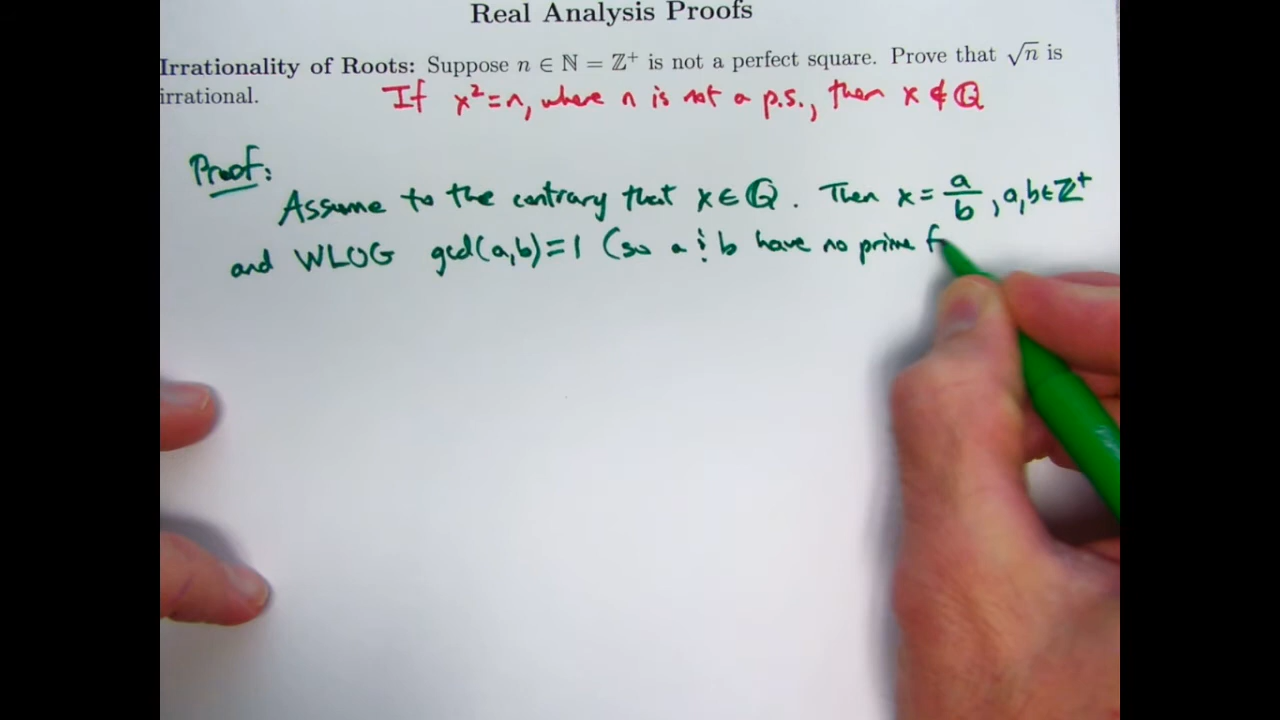 Real Analysis Proofs
Irrationality of Roots: Suppose n ∈ ℕ = ℤ⁺ is not a perfect square. Prove that √n is
irrational.
If x² = n, where n is not a p.s., then x ∉ ℚ
Proof:
Assume to the contrary that x ∈ ℚ. Then x = a/b, a,b ∈ ℤ⁺
and WLOG gcd(a,b) = 1 (so a & b have no prime f